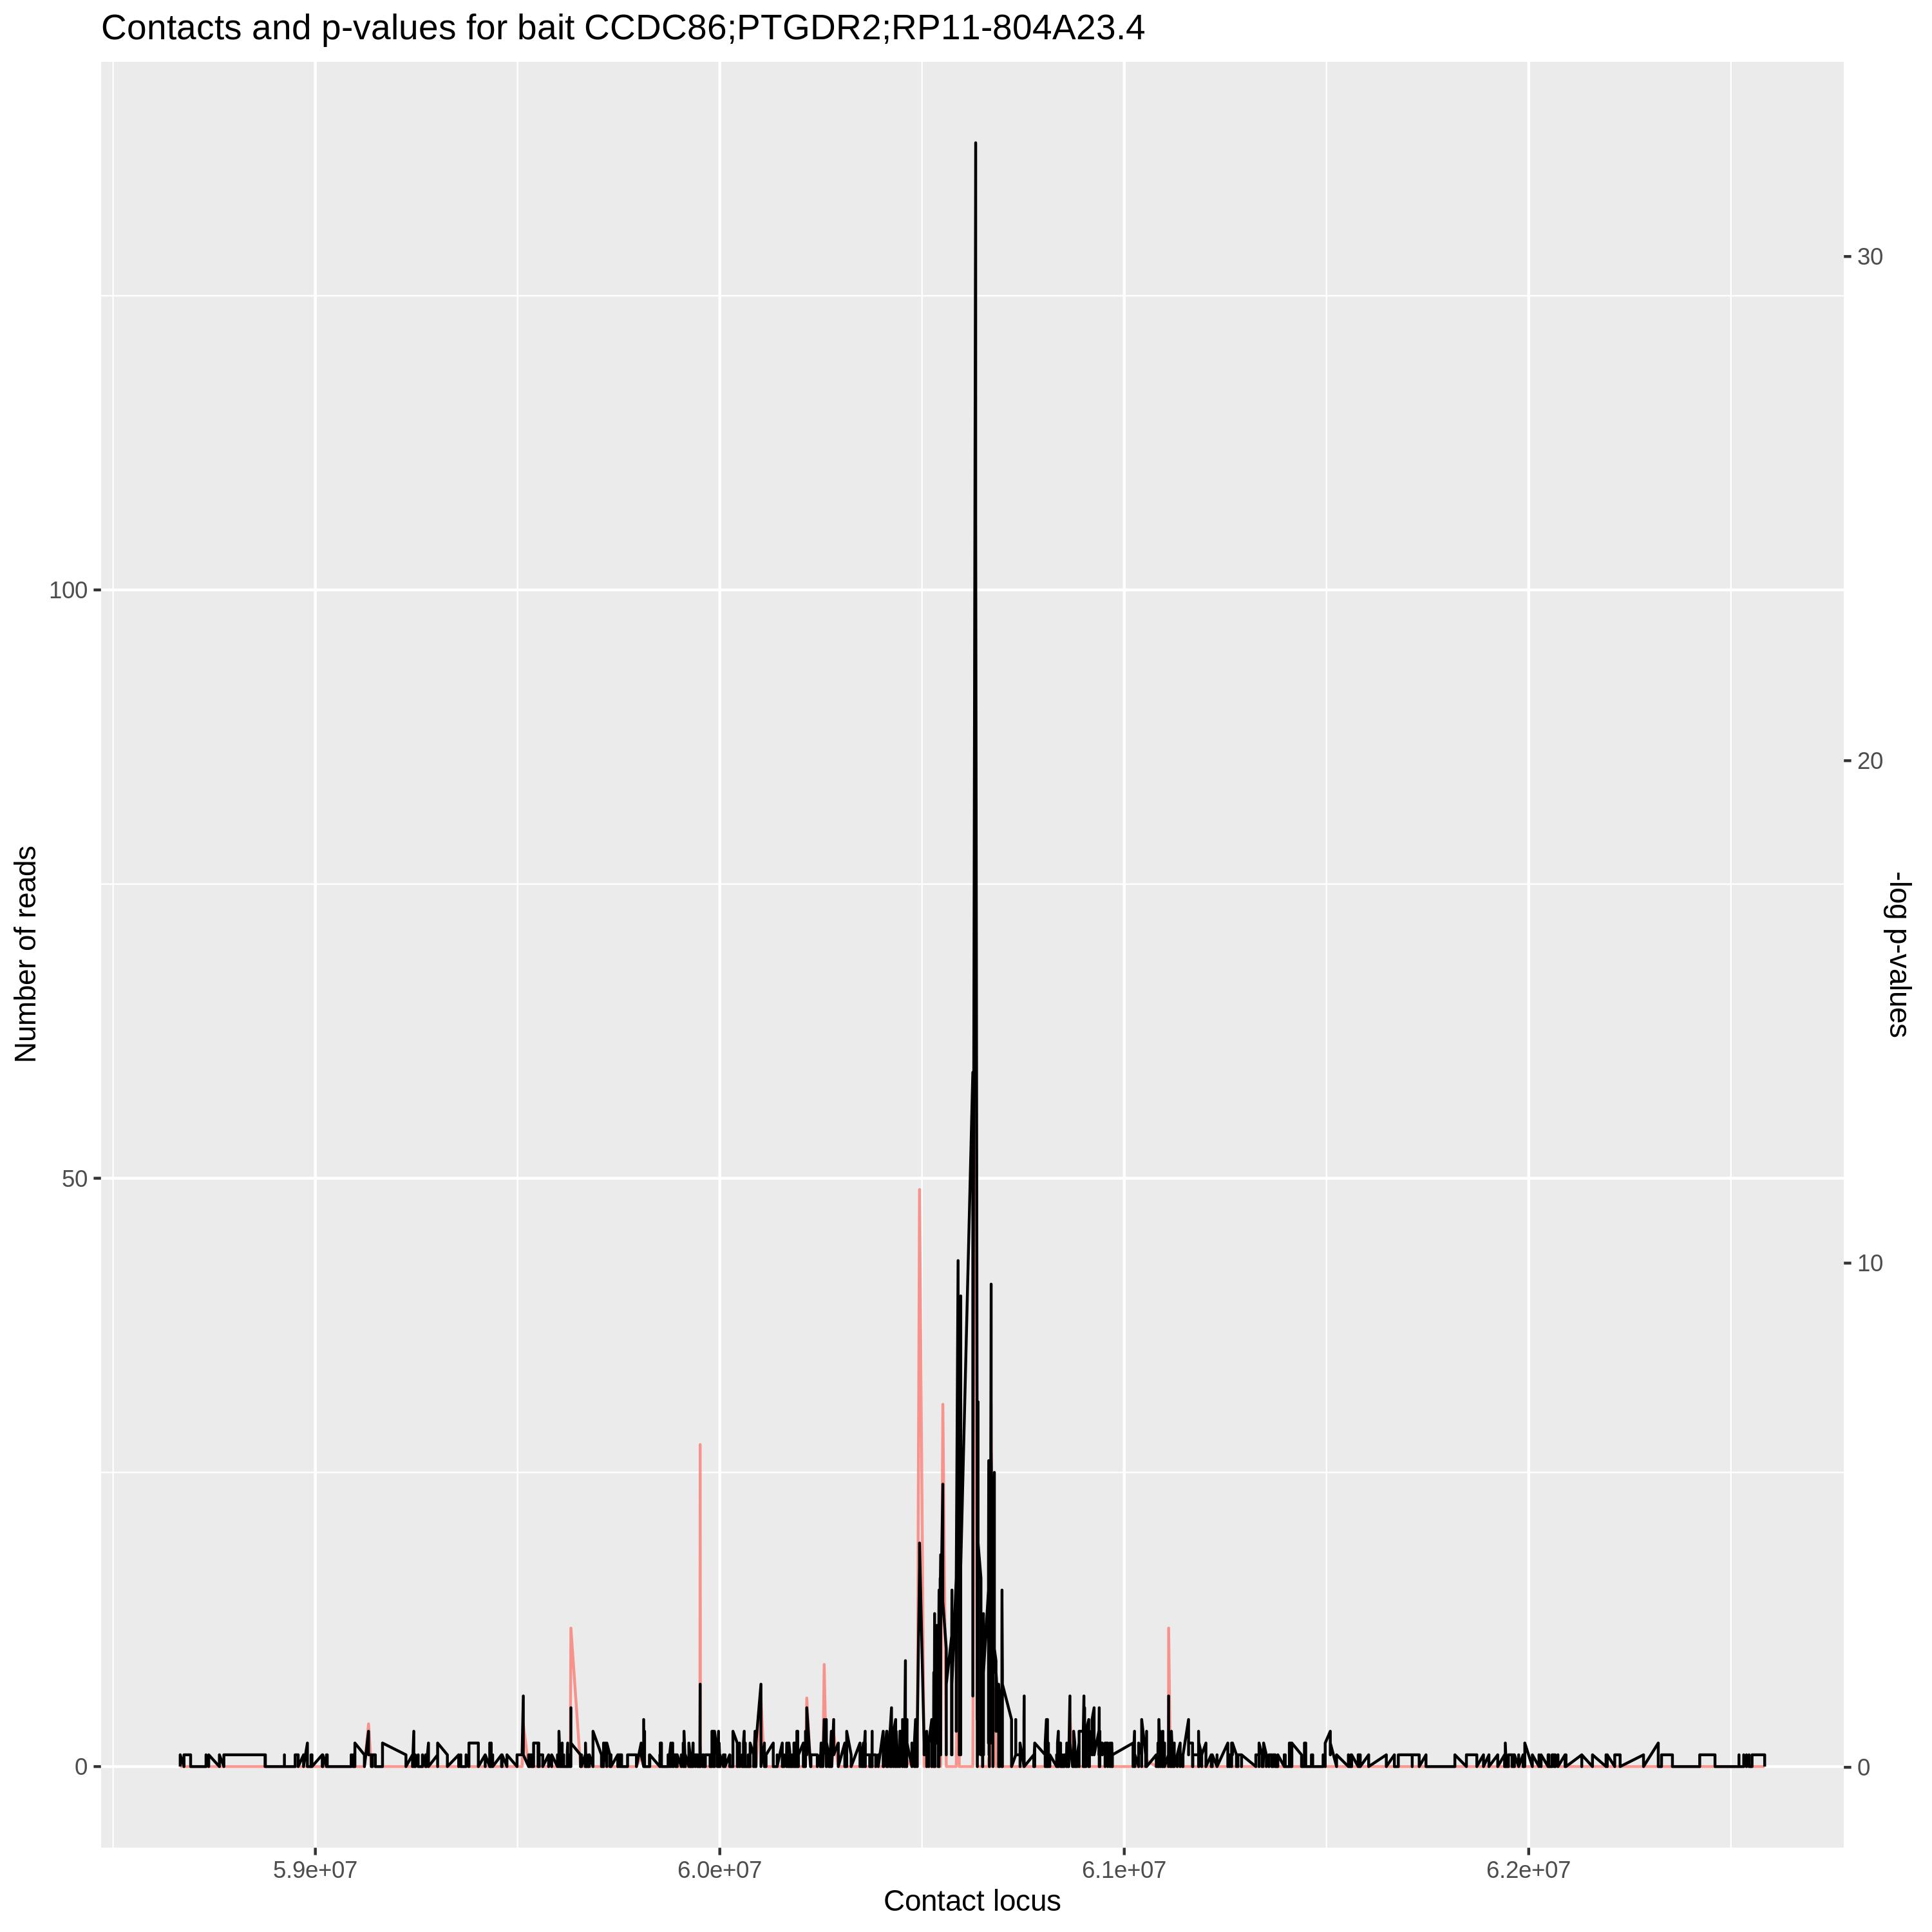 Contacts and p-values for bait CCDC86;PTGDR2;RP11-804A23.4
Number of reads
100
50
0
30
20
10
0
-log p-values
5.9e+07
6.0e+07
6.1e+07
6.2e+07
Contact locus